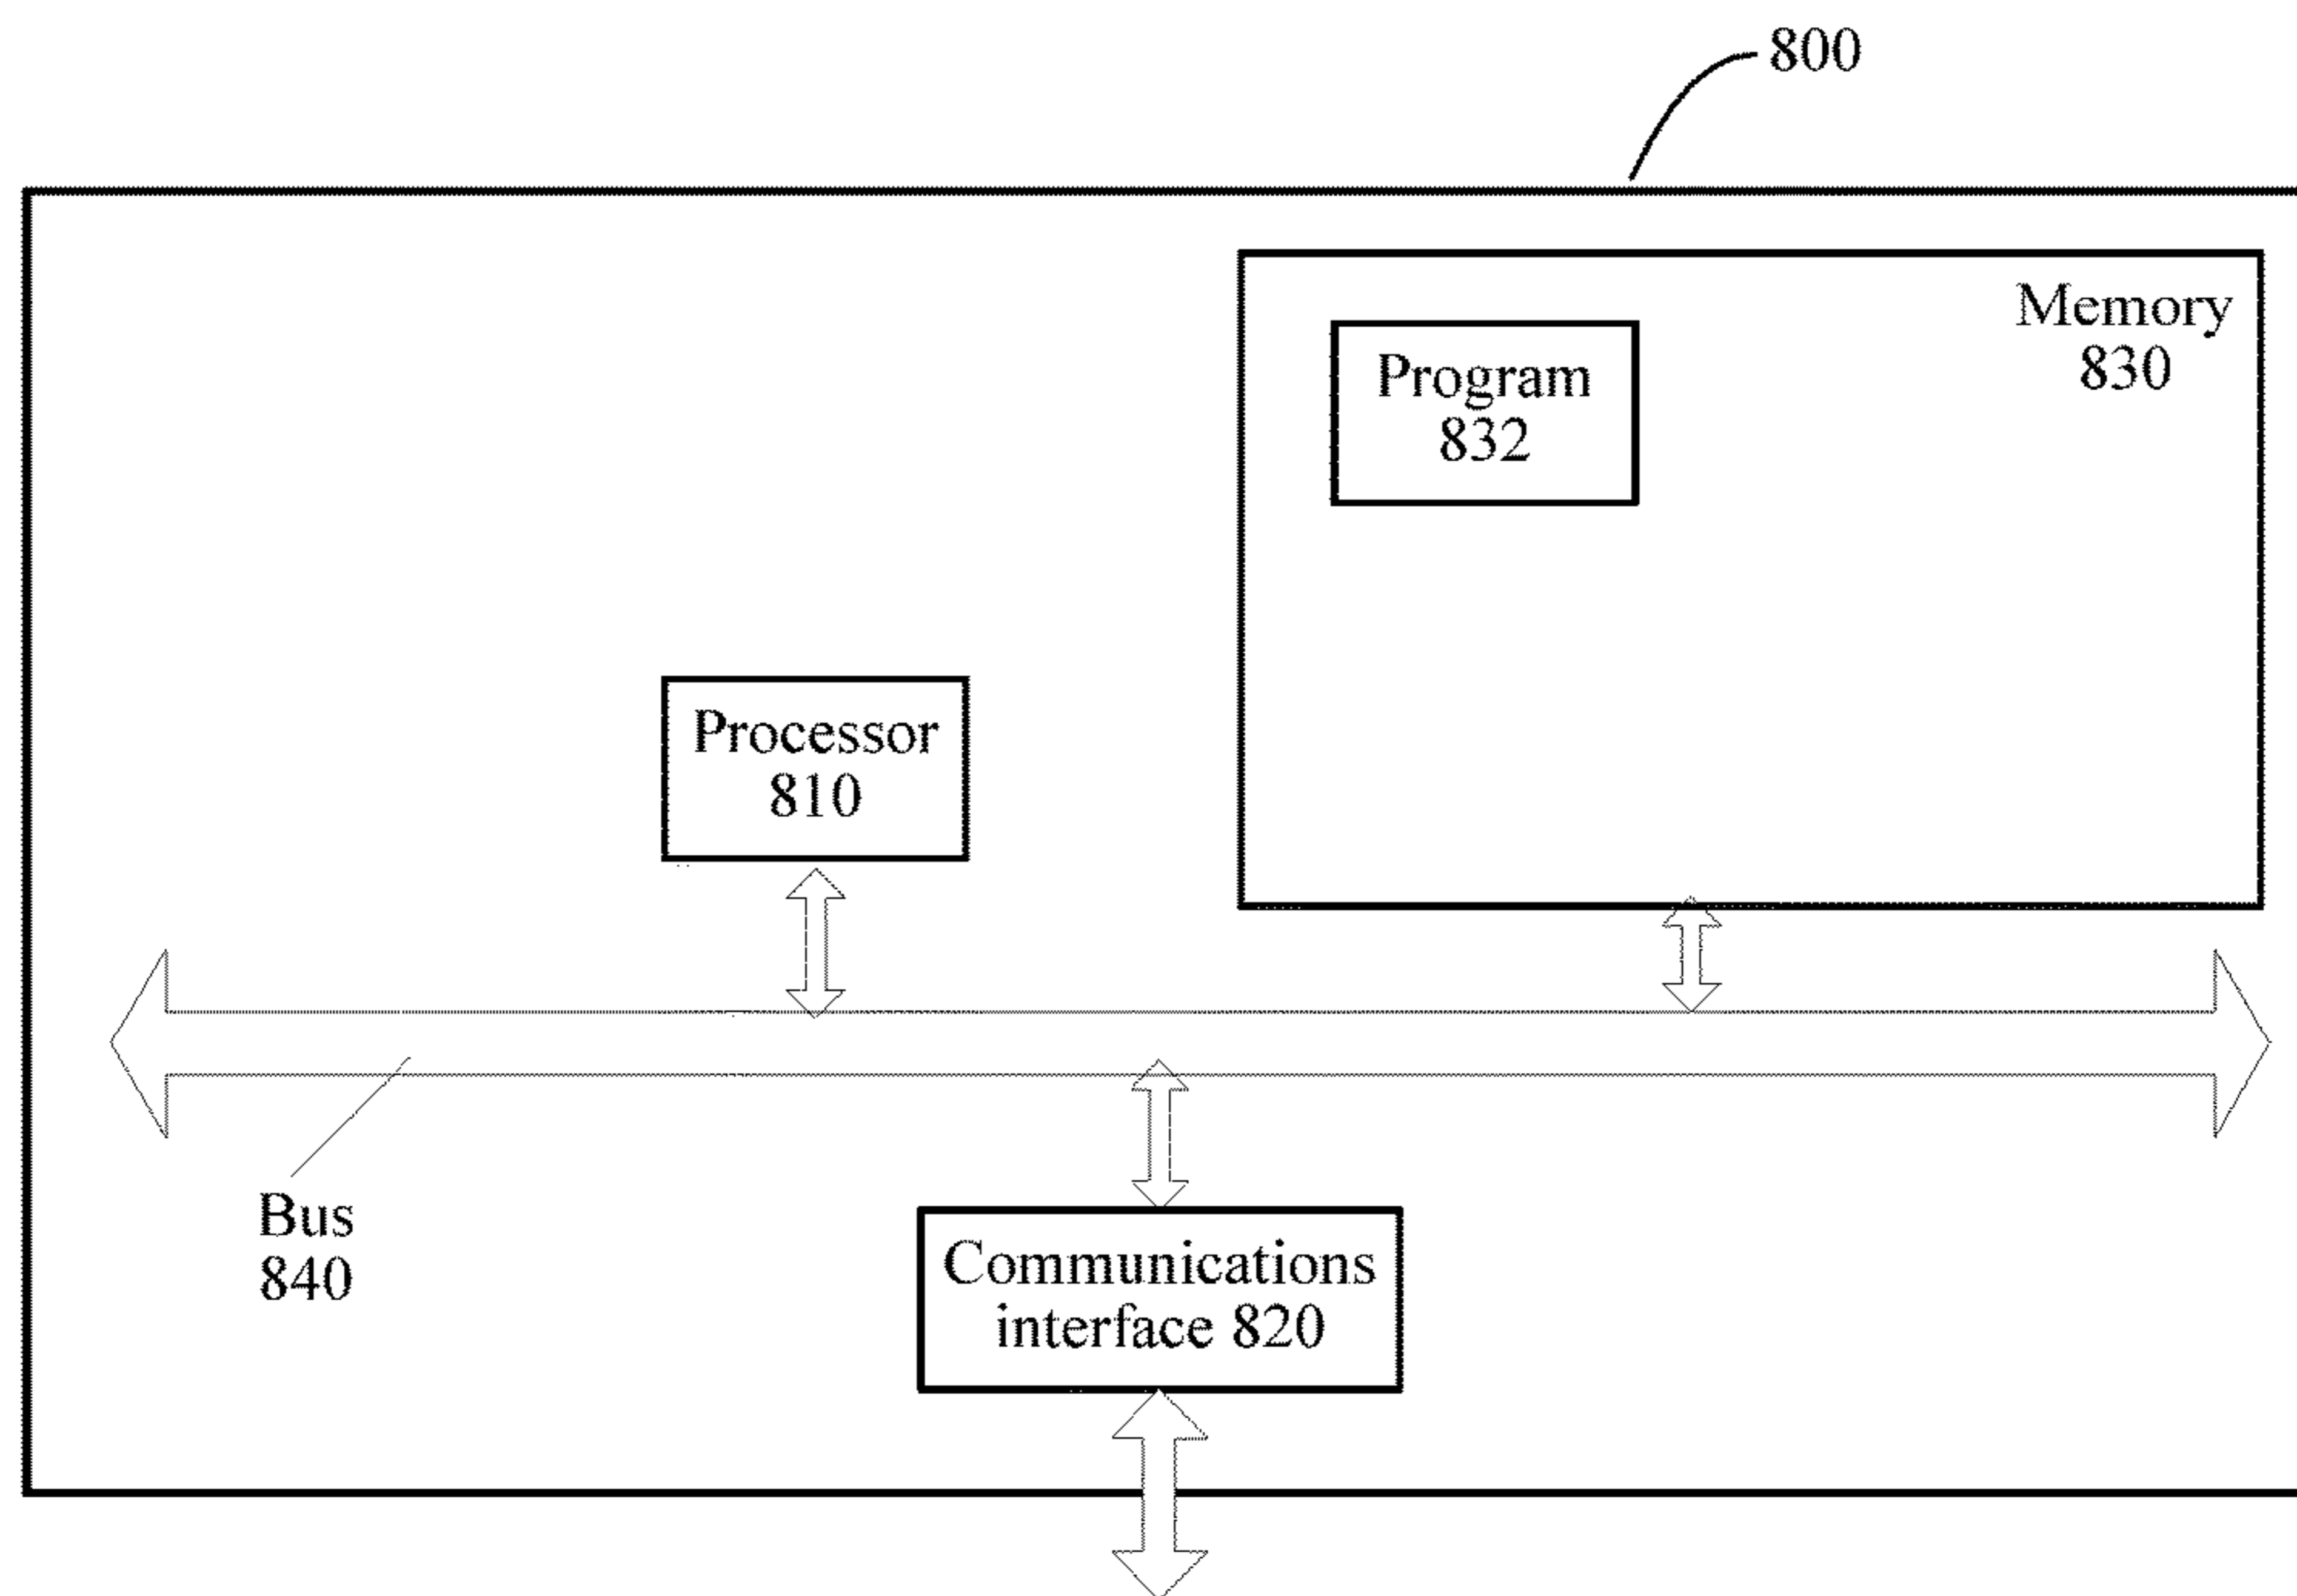 800
Memory
830
Program
832
Processor
810
Bus
840
Communications
interface 820